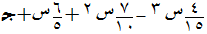 ٤/١٥ س^٣ − ٧/١٠ س^٢ + ٦/٥ س + جـ